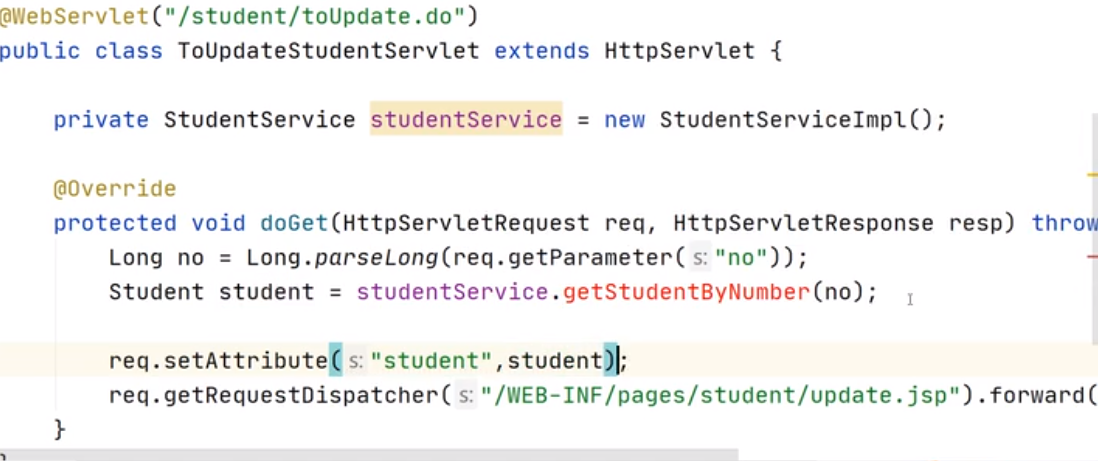 @WebServlet("/student/toUpdate.do")
public class ToUpdateStudentServlet extends HttpServlet {
private StudentService studentService = new StudentServiceImpl();
@Override
protected void doGet(HttpServletRequest req, HttpServletResponse resp) throw
Long no = Long.parseLong(req.getParameter( s: "no"));
Student student = studentService.getStudentByNumber(no);
req.setAttribute( s: "student",student);
req.getRequestDispatcher( s: "/WEB-INF/pages/student/update.jsp").forward(
}